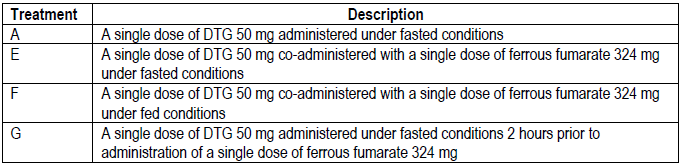 Treatment Description
A A single dose of DTG 50 mg administered under fasted conditions
E A single dose of DTG 50 mg co-administered with a single dose of ferrous fumarate 324 mg
under fasted conditions
F A single dose of DTG 50 mg co-administered with a single dose of ferrous fumarate 324 mg
under fed conditions
G A single dose of DTG 50 mg administered under fasted conditions 2 hours prior to
administration of a single dose of ferrous fumarate 324 mg